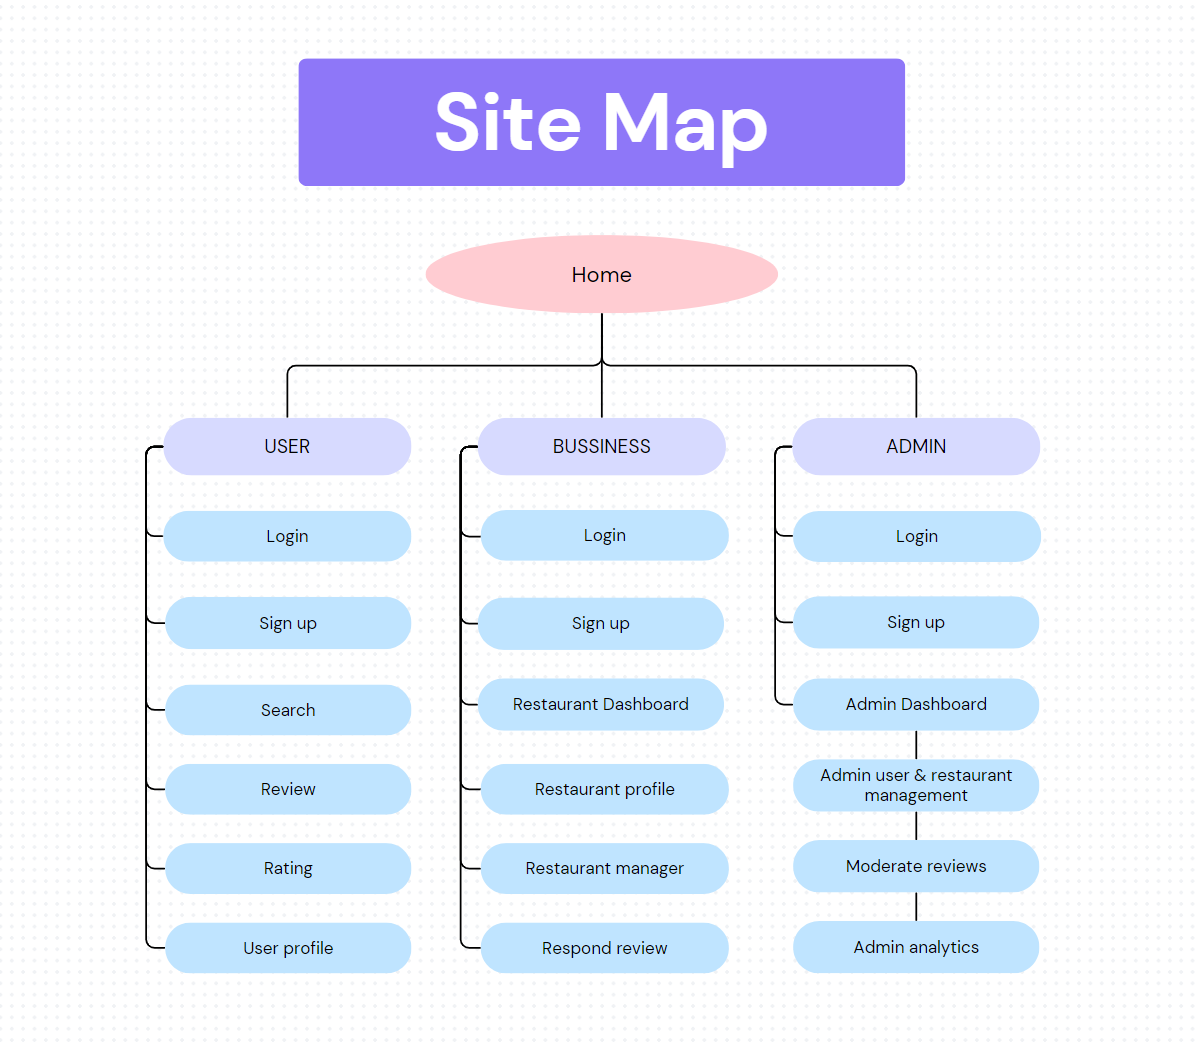 Site Map
Home
USER
Login
Sign up
Search
Review
Rating
User profile
BUSSINESS
Login
Sign up
Restaurant Dashboard
Restaurant profile
Restaurant manager
Respond review
ADMIN
Login
Sign up
Admin Dashboard
Admin user & restaurant
management
Moderate reviews
Admin analytics